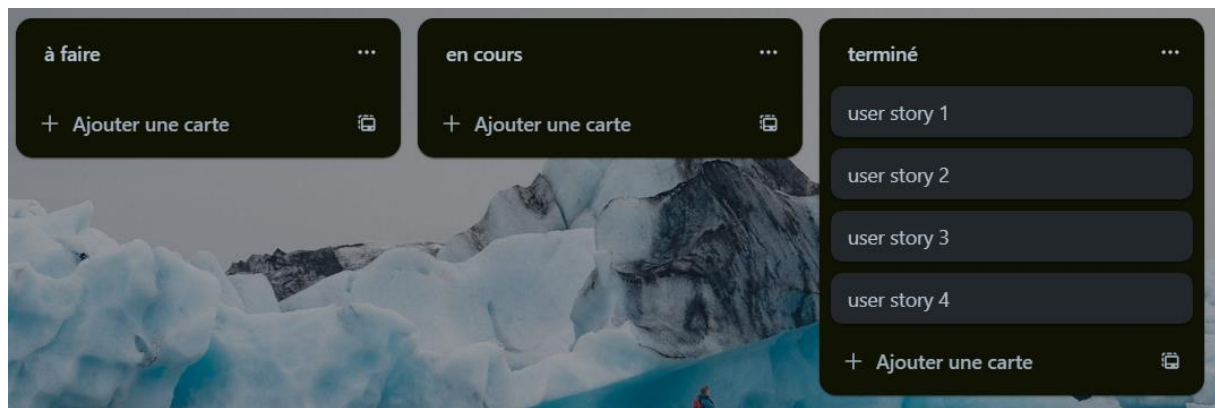 à faire
+ Ajouter une carte
en cours
+ Ajouter une carte
terminé
user story 1
user story 2
user story 3
user story 4
+ Ajouter une carte